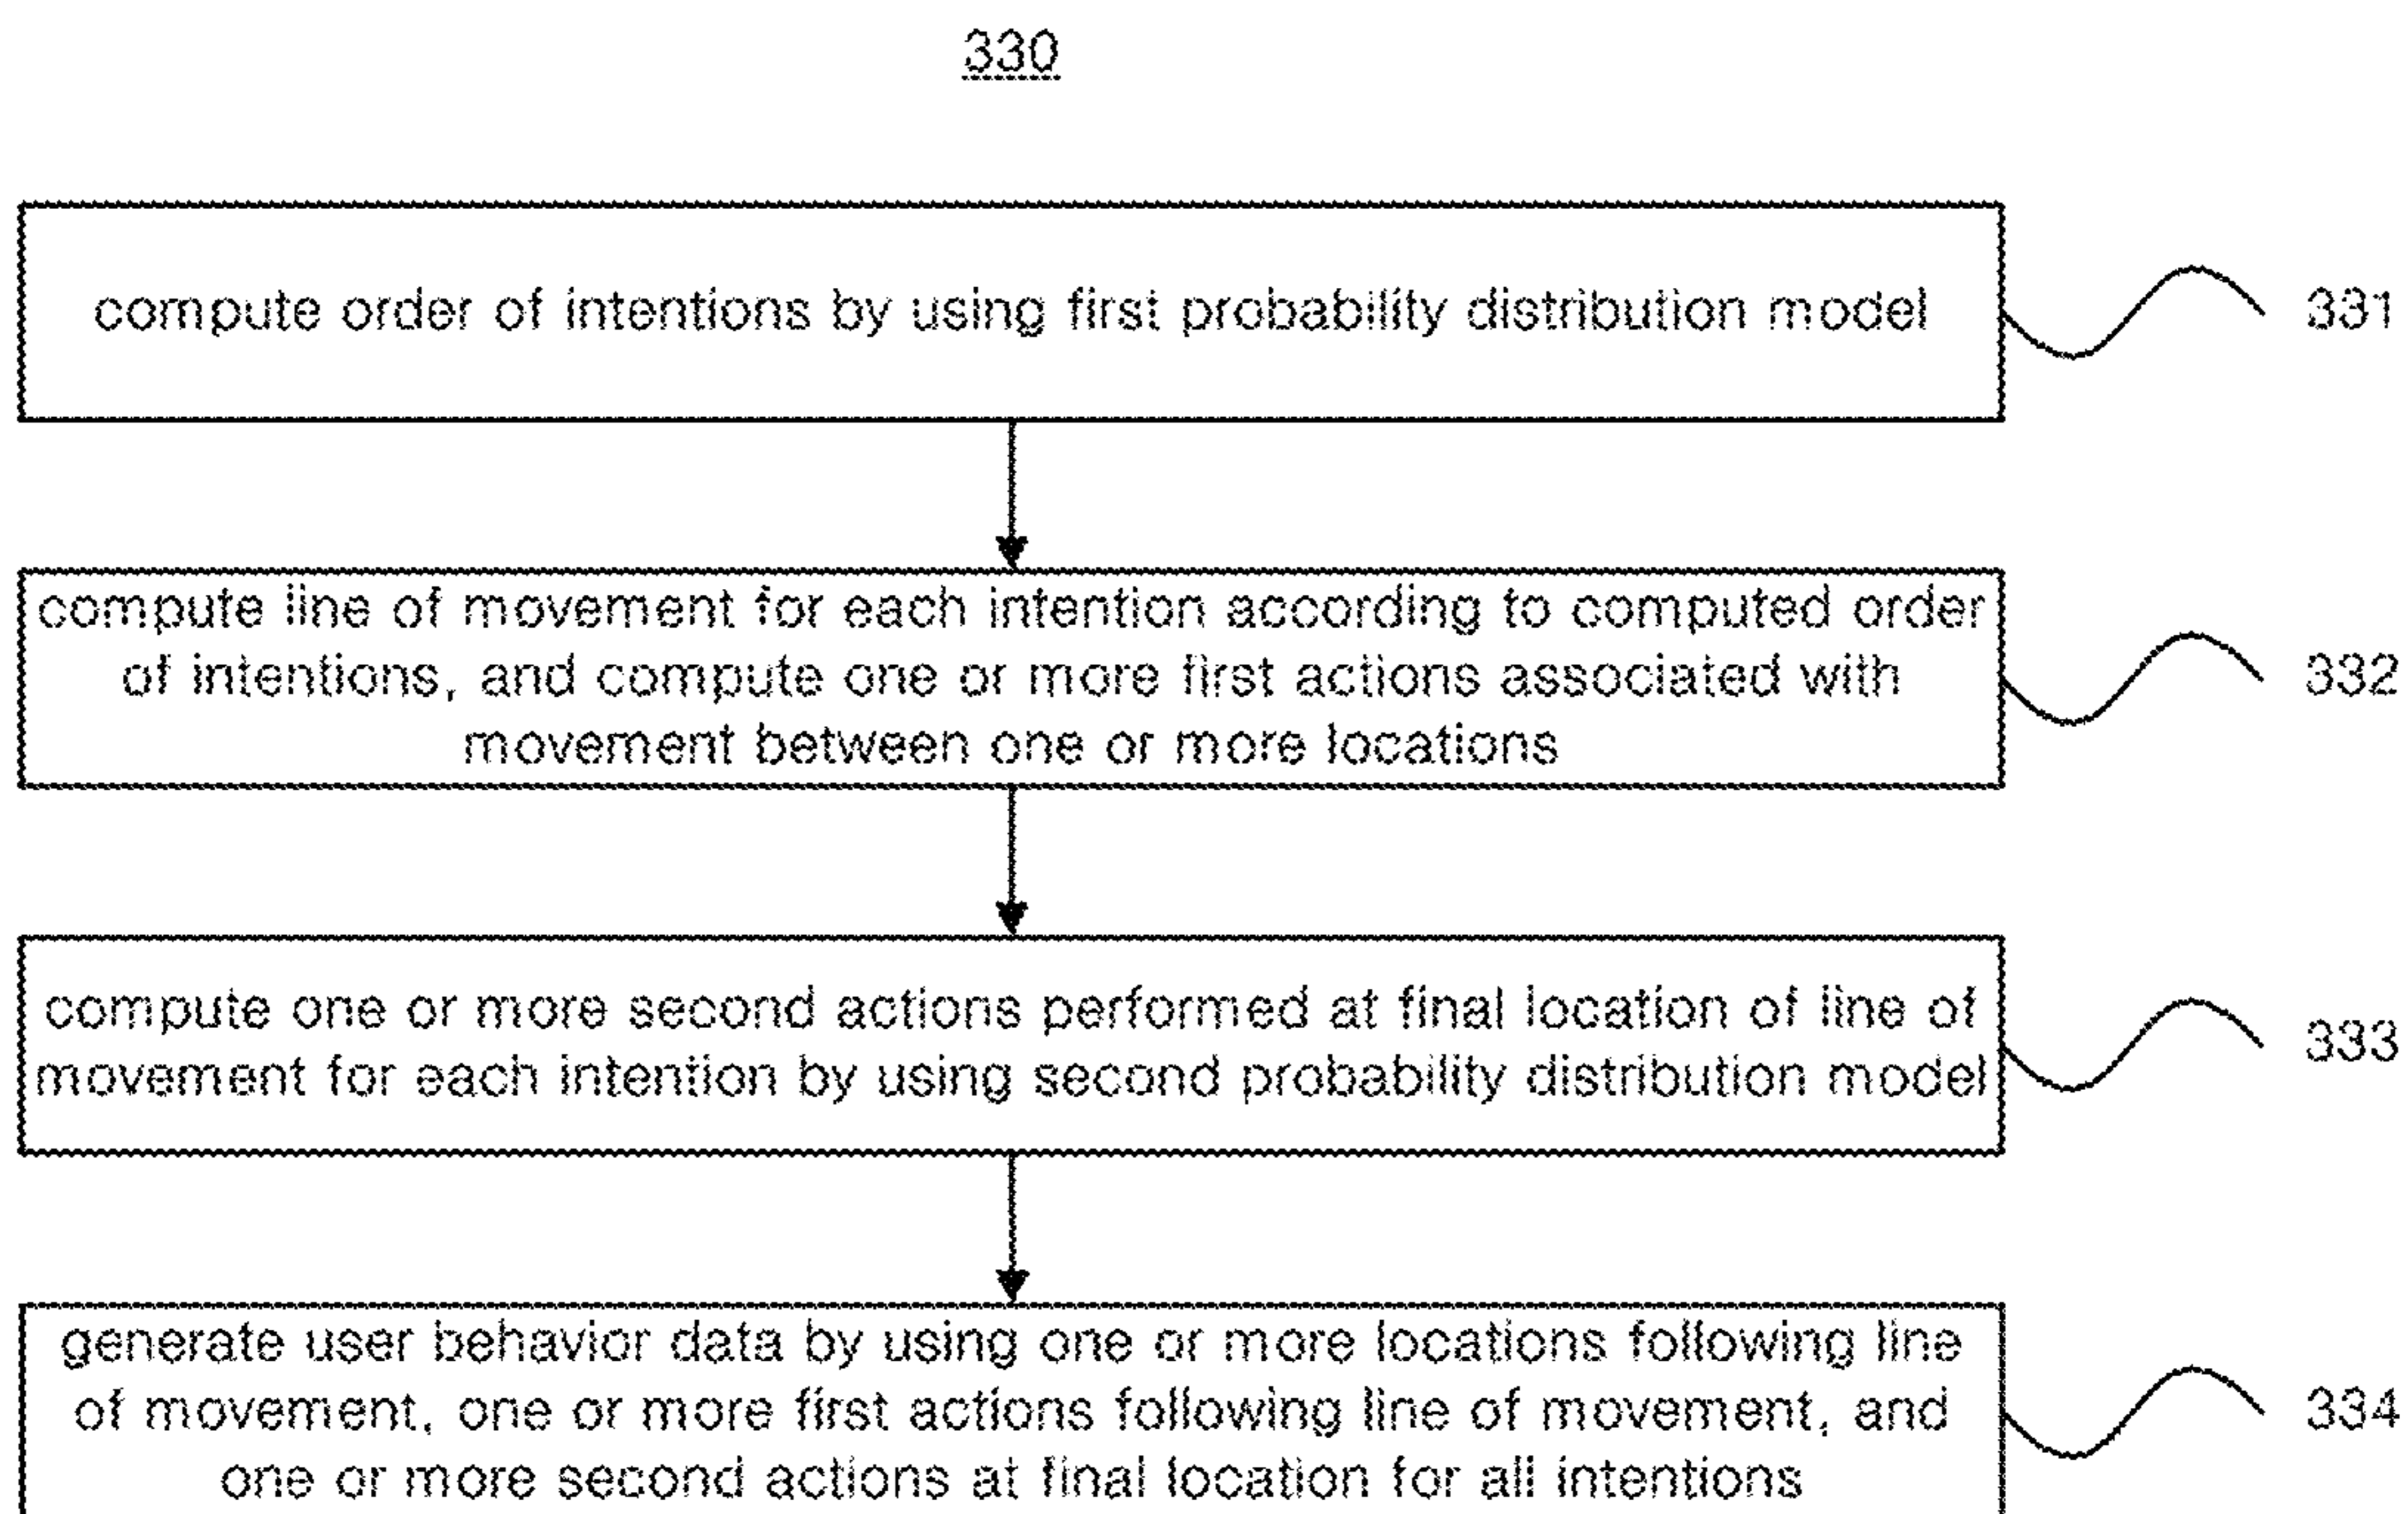 330
compute order of intentions by using first probability distribution model
331
compute line of movement for each intention according to computed order
of intentions, and compute one or more first actions associated with
movement between one or more locations
332
compute one or more second actions performed at final location of line of
movement for each intention by using second probability distribution model
333
generate user behavior data by using one or more locations following line
of movement, one or more first actions following line of movement, and
one or more second actions at final location for all intentions
334